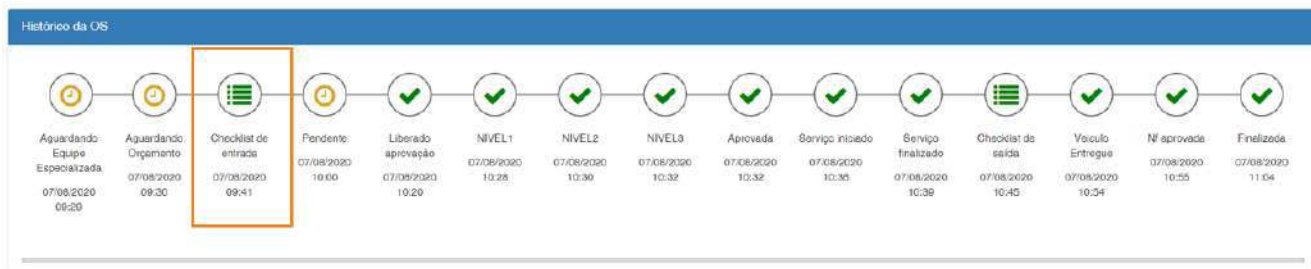 Histórico da OS
Aguardando
Equipe
Especializada
07/08/2020
09:20
Aguardando
Orçamento
07/08/2020
09:30
Checklist de
entrada
07/08/2020
09:41
Pendente
07/08/2020
10:00
Liberado
aprovação
07/08/2020
10:20
NIVEL1
07/08/2020
10:28
NIVEL2
07/08/2020
10:30
NIVEL3
07/08/2020
10:32
Aprovada
07/08/2020
10:32
Serviço iniciado
07/08/2020
10:36
Serviço
finalizado
07/08/2020
10:39
Checklist de
saída
07/08/2020
10:45
Veiculo
Entregue
07/08/2020
10:54
Nf aprovada
07/08/2020
10:55
Finalizada
07/08/2020
11:04